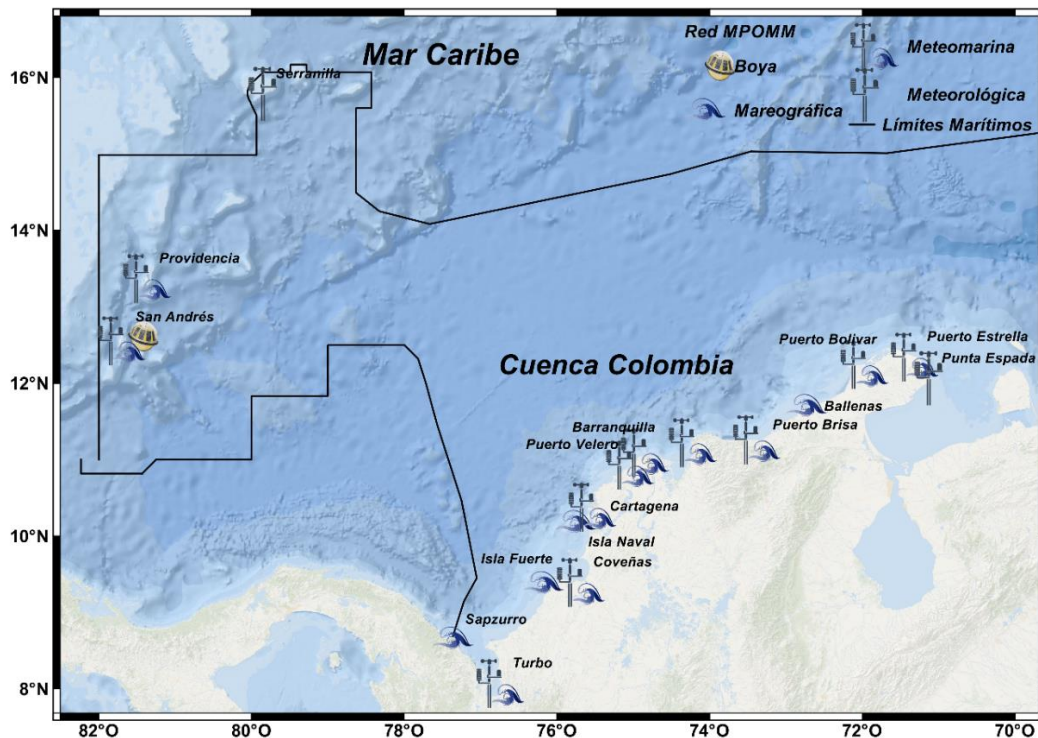 Mar Caribe
Red MPOMM
Boya
Mareográfica
Meteomarina
Meteorológica
Límites Marítimos
Serranilla
Providencia
San Andrés
Cuenca Colombia
Puerto Bolivar
Puerto Estrella
Punta Espada
Ballenas
Puerto Brisa
Barranquilla
Puerto Velero
Cartagena
Isla Naval
Isla Fuerte
Coveñas
Sapzurro
Turbo
16°N
14°N
12°N
10°N
8°N
82°O
80°O
78°O
76°O
74°O
72°O
70°O